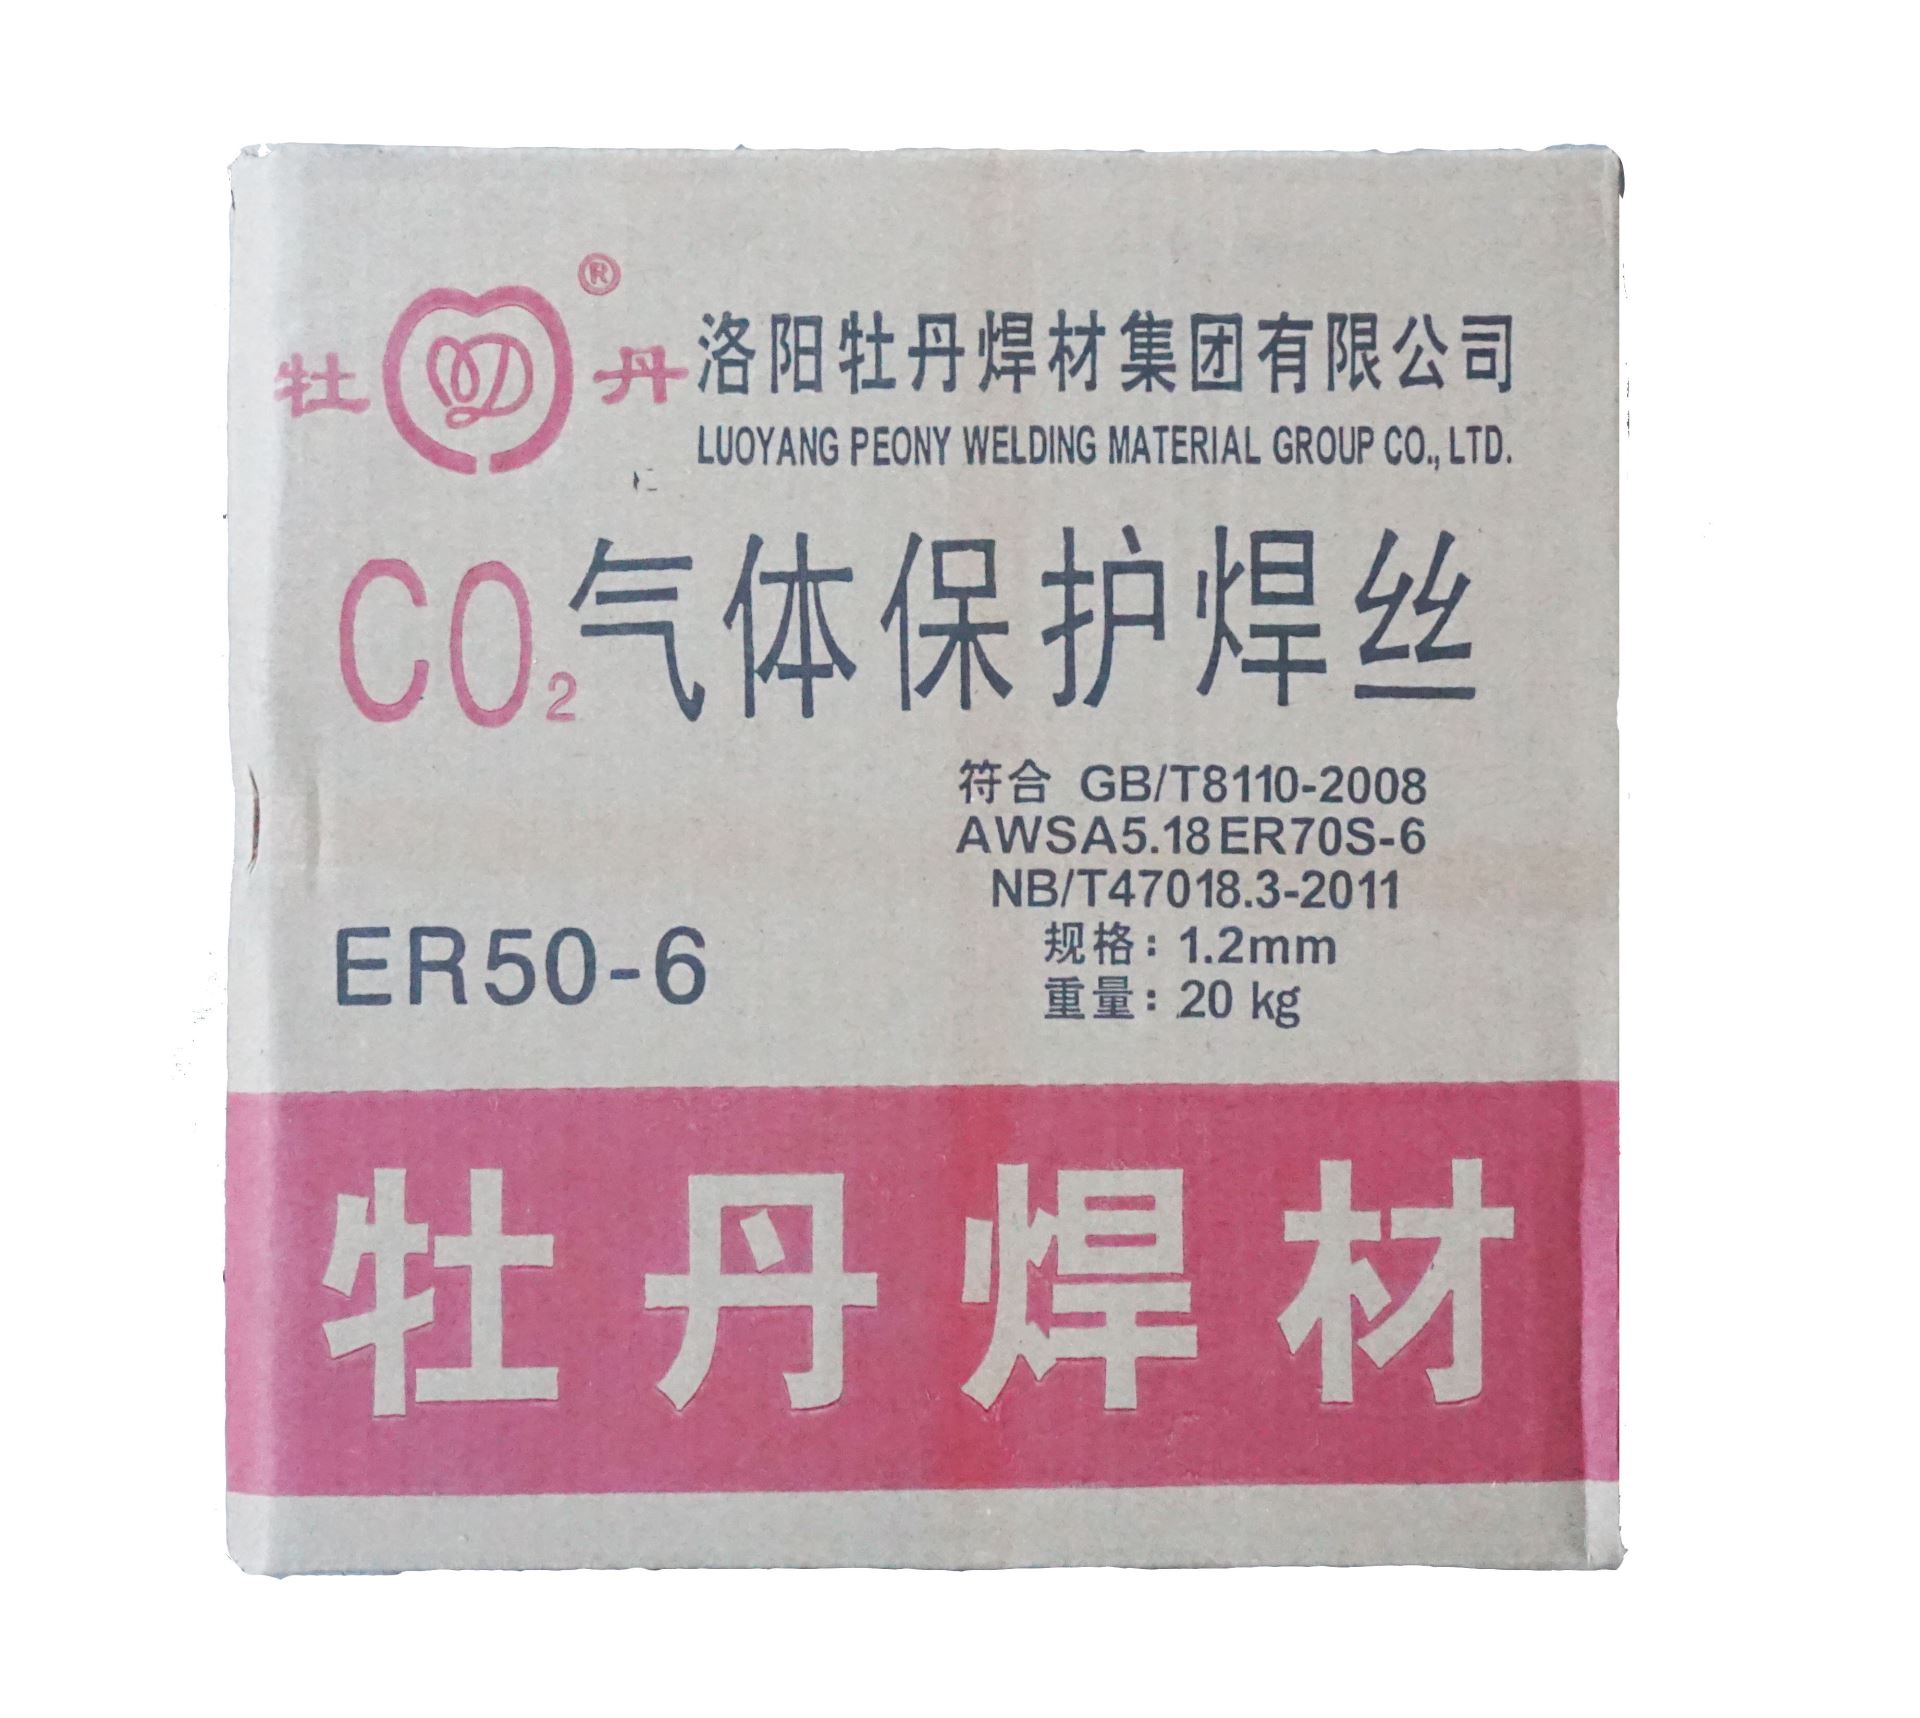 牡 丹 ®
洛阳牡丹焊材集团有限公司
LUOYANG PEONY WELDING MATERIAL GROUP CO., LTD.
CO₂气体保护焊丝
符合 GB/T8110-2008
AWSA5.18ER70S-6
NB/T47018.3-2011
规格：1.2mm
重量：20 kg
ER50-6
牡丹焊材